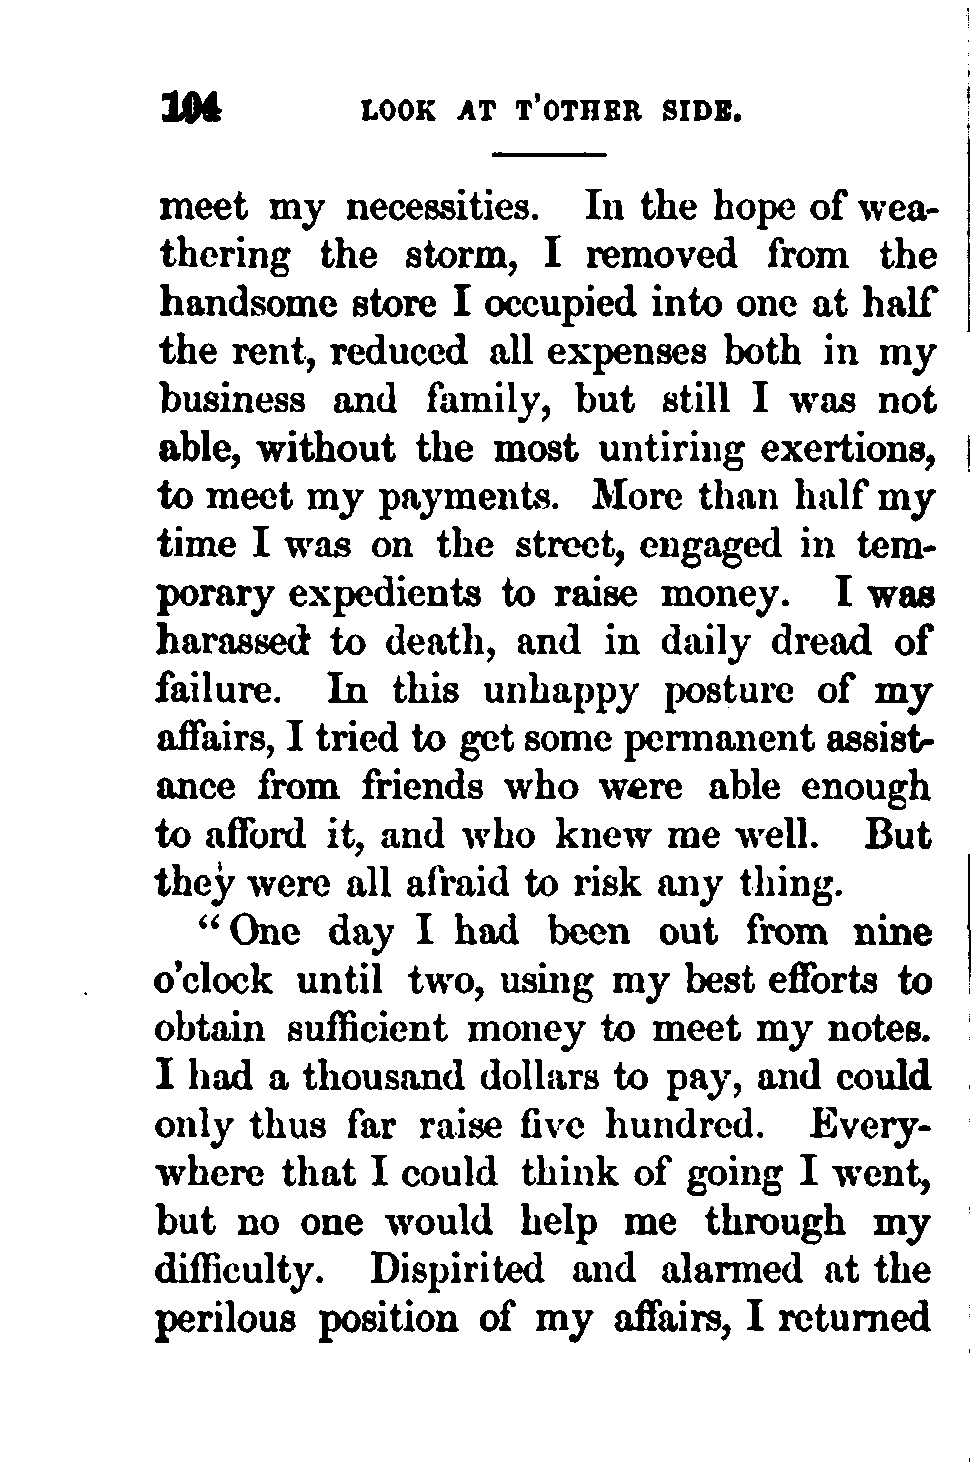 104 LOOK AT T'OTHER SIDE.
meet my necessities. In the hope of wea-
thering the storm, I removed from the
handsome store I occupied into one at half
the rent, reduced all expenses both in my
business and family, but still I was not
able, without the most untiring exertions,
to meet my payments. More than half my
time I was on the street, engaged in tem-
porary expedients to raise money. I was
harassed to death, and in daily dread of
failure. In this unhappy posture of my
affairs, I tried to get some permanent assist-
ance from friends who were able enough
to afford it, and who knew me well. But
they were all afraid to risk any thing.
“One day I had been out from nine
o'clock until two, using my best efforts to
obtain sufficient money to meet my notes.
I had a thousand dollars to pay, and could
only thus far raise five hundred. Every-
where that I could think of going I went,
but no one would help me through my
difficulty. Dispirited and alarmed at the
perilous position of my affairs, I returned